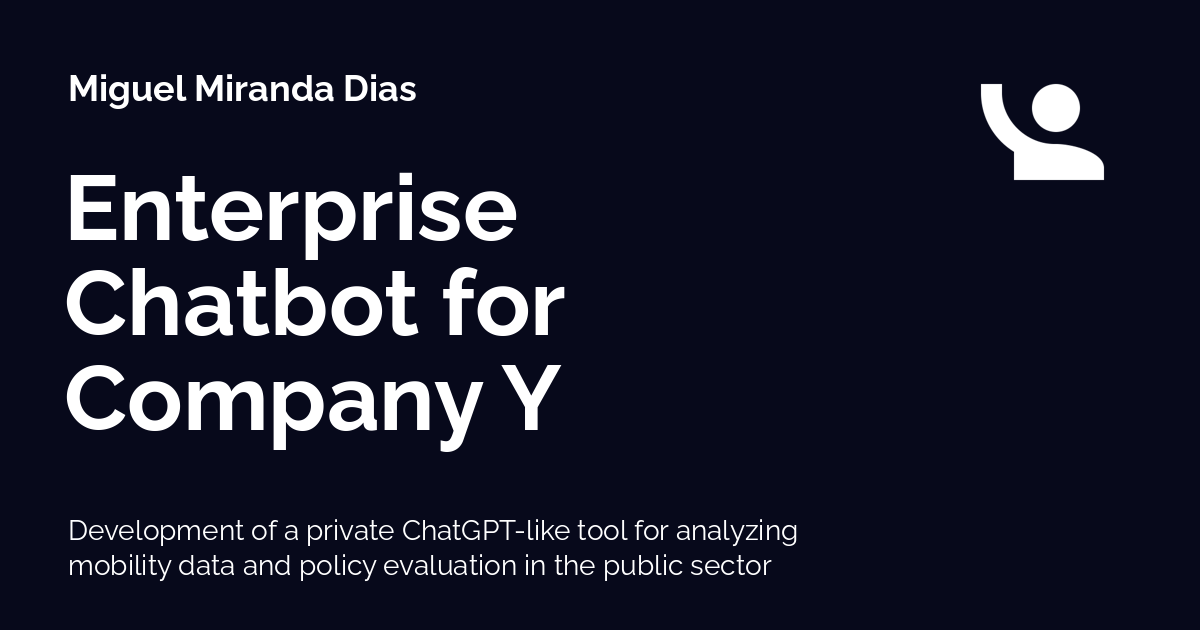 Miguel Miranda Dias
Enterprise
Chatbot for
Company Y
Development of a private ChatGPT-like tool for analyzing
mobility data and policy evaluation in the public sector